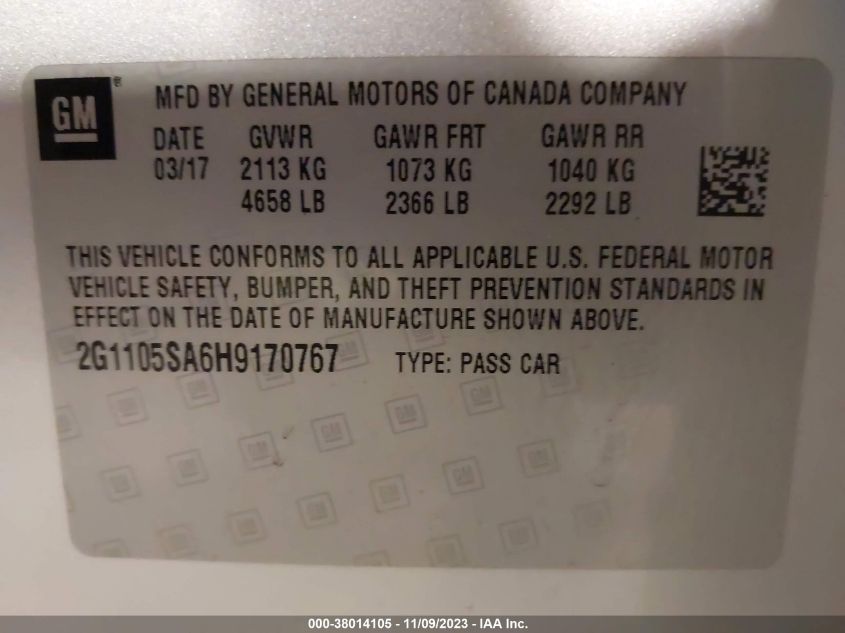 GM ®
MFD BY GENERAL MOTORS OF CANADA COMPANY
DATE GVWR GAWR FRT GAWR RR
03/17 2113 KG 1073 KG 1040 KG
4658 LB 2366 LB 2292 LB
THIS VEHICLE CONFORMS TO ALL APPLICABLE U.S. FEDERAL MOTOR
VEHICLE SAFETY, BUMPER, AND THEFT PREVENTION STANDARDS IN
EFFECT ON THE DATE OF MANUFACTURE SHOWN ABOVE.
2G1105SA6H9170767 TYPE: PASS CAR
000-38014105 - 11/09/2023 - IAA Inc.